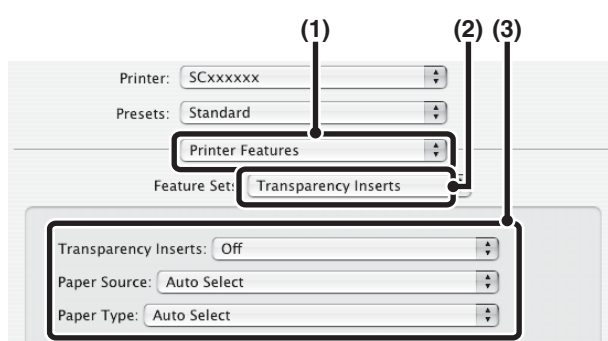 (1) (2) (3)
Printer: SCxxxxxx
Presets: Standard
Printer Features
Feature Set: Transparency Inserts
Transparency Inserts: Off
Paper Source: Auto Select
Paper Type: Auto Select